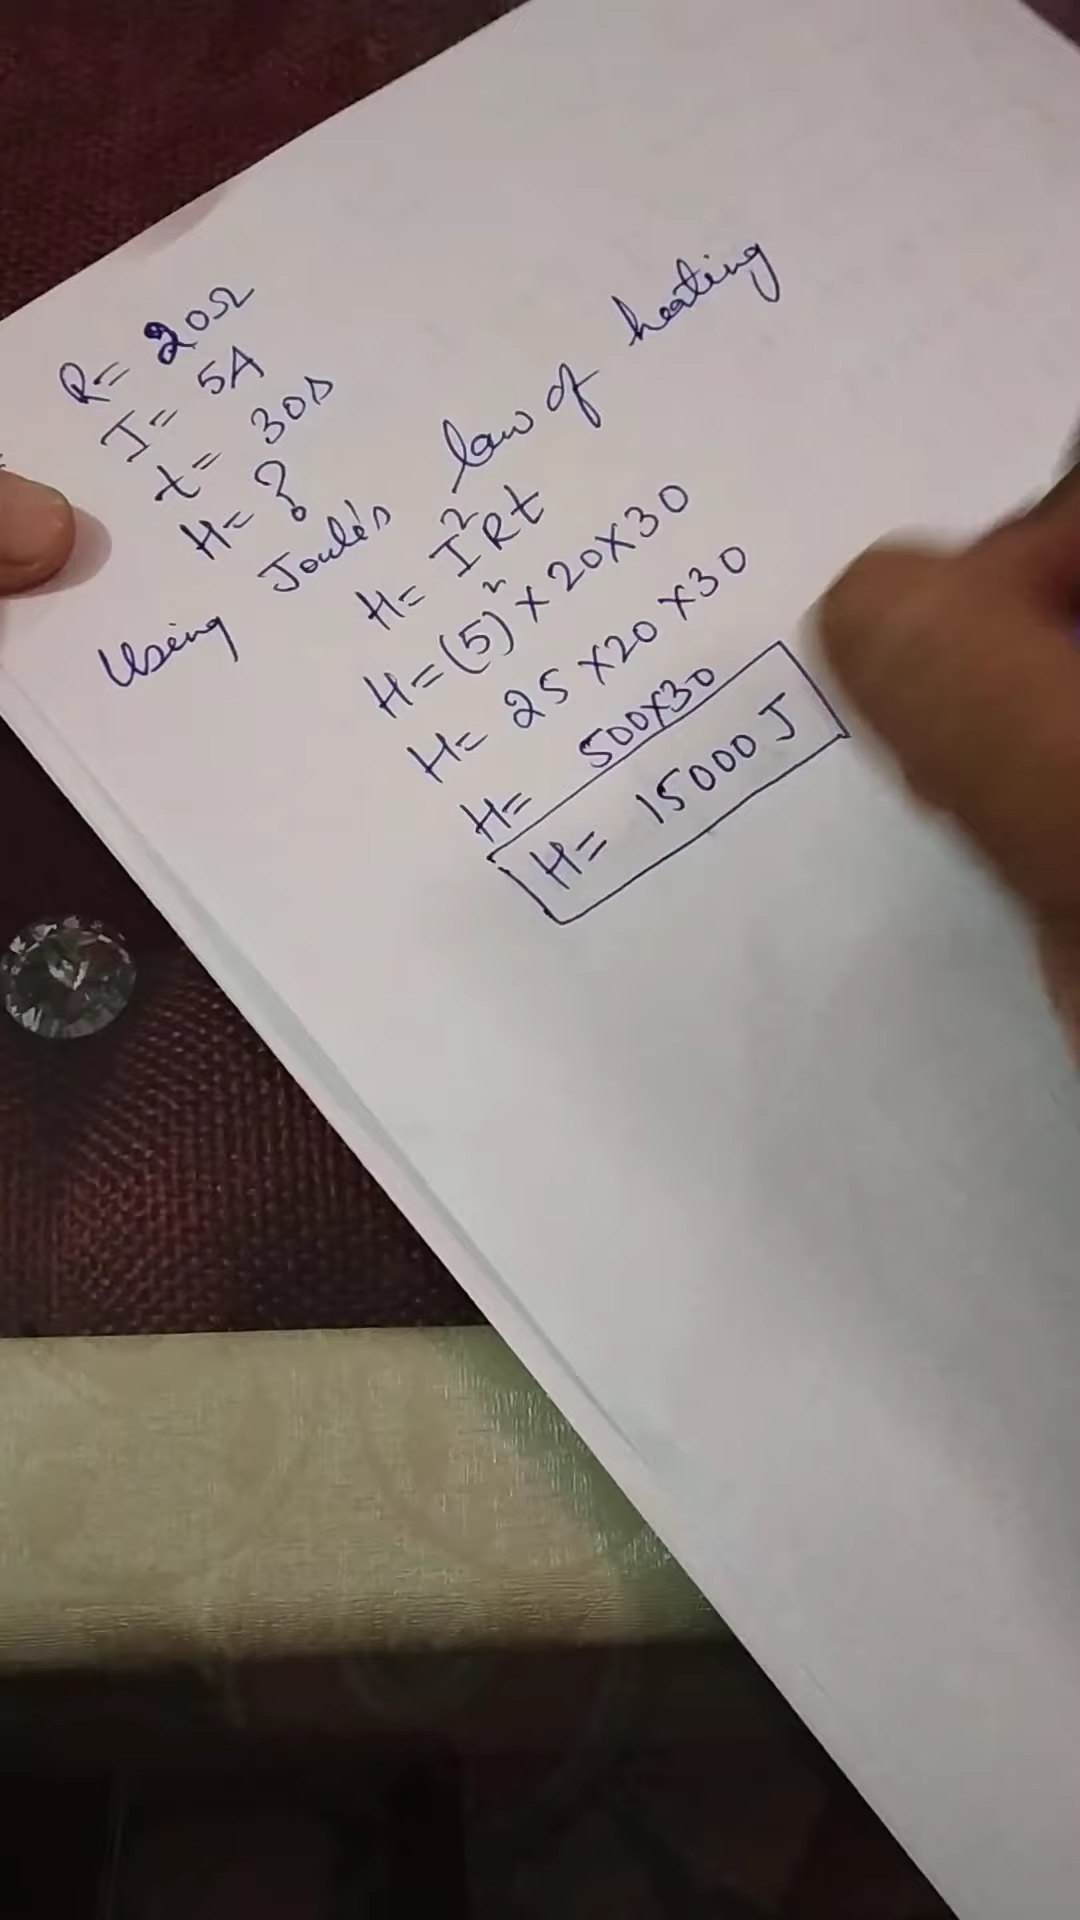 R= 20Ω
I= 5A
t= 30s
H= ?
Using Joule's law of heating
H= I²Rt
H= (5)² × 20 × 30
H= 25 × 20 × 30
H= 500×30
H= 15000 J